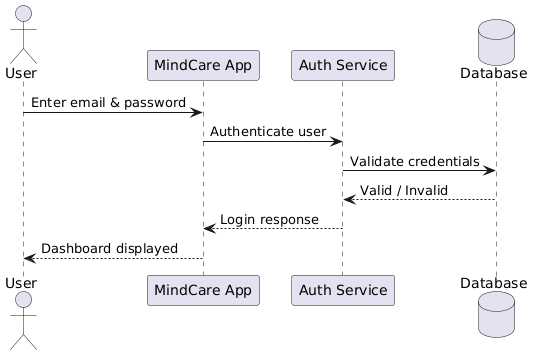 User
MindCare App
Auth Service
Database
Enter email & password
Authenticate user
Validate credentials
Valid / Invalid
Login response
Dashboard displayed
User
MindCare App
Auth Service
Database